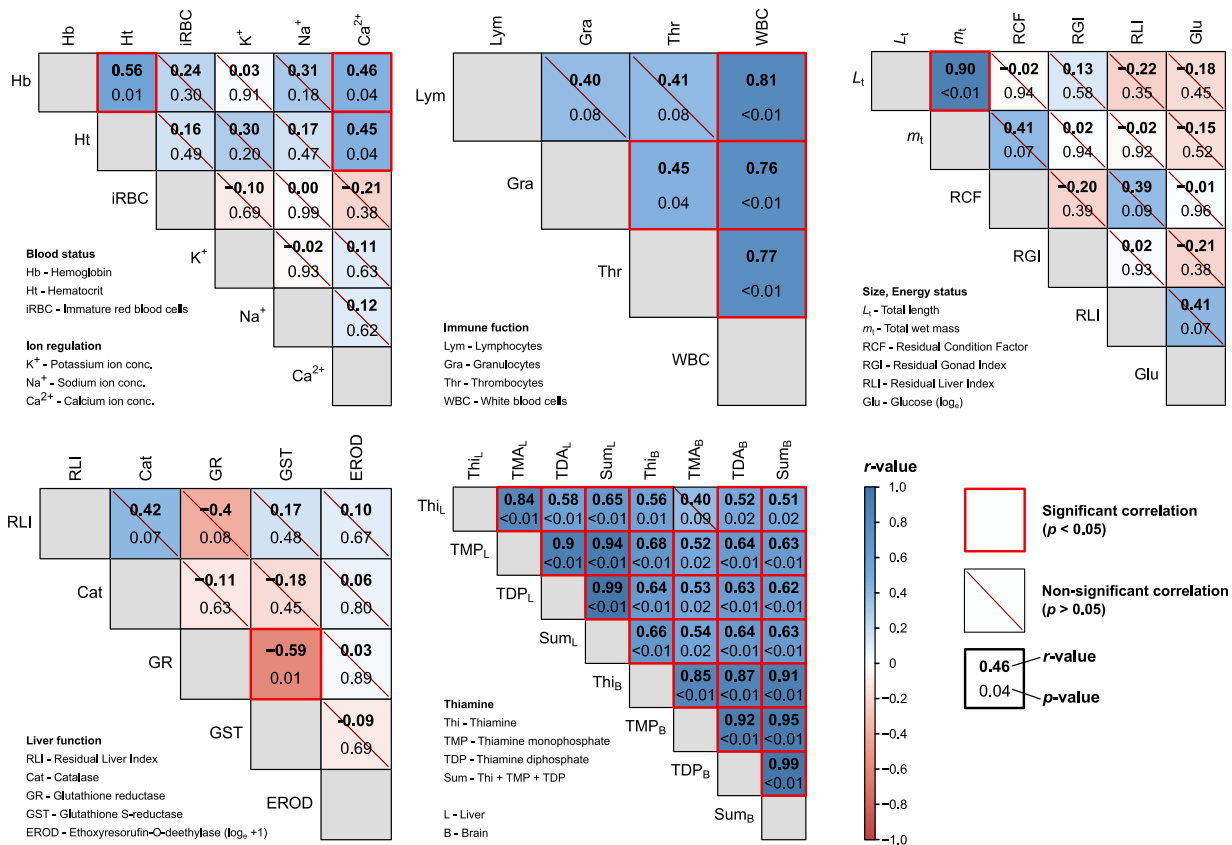 Hb Ht iRBC K⁺ Na⁺ Ca²⁺
Hb 0.56 0.24 0.03 0.31 0.46
0.01 0.30 0.91 0.18 0.04
Ht 0.16 0.30 0.17 0.45
0.49 0.20 0.47 0.04
iRBC −0.10 0.00 −0.21
0.69 0.99 0.38
K⁺ −0.02 0.11
0.93 0.63
Na⁺ 0.12
0.62
Ca²⁺
Blood status
Hb - Hemoglobin
Ht - Hematocrit
iRBC - Immature red blood cells
Ion regulation
K⁺ - Potassium ion conc.
Na⁺ - Sodium ion conc.
Ca²⁺ - Calcium ion conc.
Lym Gra Thr WBC
Lym 0.40 0.41 0.81
0.08 0.08 <0.01
Gra 0.45 0.76
0.04 <0.01
Thr 0.77
<0.01
WBC
Immune fuction
Lym - Lymphocytes
Gra - Granulocytes
Thr - Thrombocytes
WBC - White blood cells
Lₜ mₜ RCF RGI RLI Glu
Lₜ 0.90 −0.02 0.13 −0.22 −0.18
<0.01 0.94 0.58 0.35 0.45
mₜ 0.41 0.02 −0.02 −0.15
0.07 0.94 0.92 0.52
RCF −0.20 0.39 −0.01
0.39 0.09 0.96
RGI 0.02 −0.21
0.93 0.38
RLI 0.41
0.07
Glu
Size, Energy status
Lₜ - Total length
mₜ - Total wet mass
RCF - Residual Condition Factor
RGI - Residual Gonad Index
RLI - Residual Liver Index
Glu - Glucose (logₑ)
RLI Cat GR GST EROD
RLI 0.42 −0.4 0.17 0.10
0.07 0.08 0.48 0.67
Cat −0.11 −0.18 0.06
0.63 0.45 0.80
GR −0.59 0.03
0.01 0.89
GST −0.09
0.69
EROD
Liver function
RLI - Residual Liver Index
Cat - Catalase
GR - Glutathione reductase
GST - Glutathione S-reductase
EROD - Ethoxyresorufin-O-deethylase (logₑ +1)
Thi_L TMA_L TDA_L Sum_L Thi_B TMA_B TDA_B Sum_B
Thi_L 0.84 0.58 0.65 0.56 0.40 0.52 0.51
<0.01 <0.01 <0.01 0.01 0.09 0.02 0.02
TMP_L 0.9 0.94 0.68 0.52 0.64 0.63
<0.01 <0.01 <0.01 0.02 <0.01 <0.01
TDP_L 0.99 0.64 0.53 0.63 0.62
<0.01 <0.01 0.02 <0.01 <0.01
Sum_L 0.66 0.54 0.64 0.63
<0.01 0.02 <0.01 <0.01
Thi_B 0.85 0.87 0.91
<0.01 <0.01 <0.01
TMP_B 0.92 0.95
<0.01 <0.01
TDP_B 0.99
<0.01
Sum_B
Thiamine
Thi - Thiamine
TMP - Thiamine monophosphate
TDP - Thiamine diphosphate
Sum - Thi + TMP + TDP
L - Liver
B - Brain
r-value
1.0
0.8
0.6
0.4
0.2
0
−0.2
−0.4
−0.6
−0.8
−1.0
Significant correlation
(p < 0.05)
Non-significant correlation
(p > 0.05)
0.46 r-value
0.04 p-value